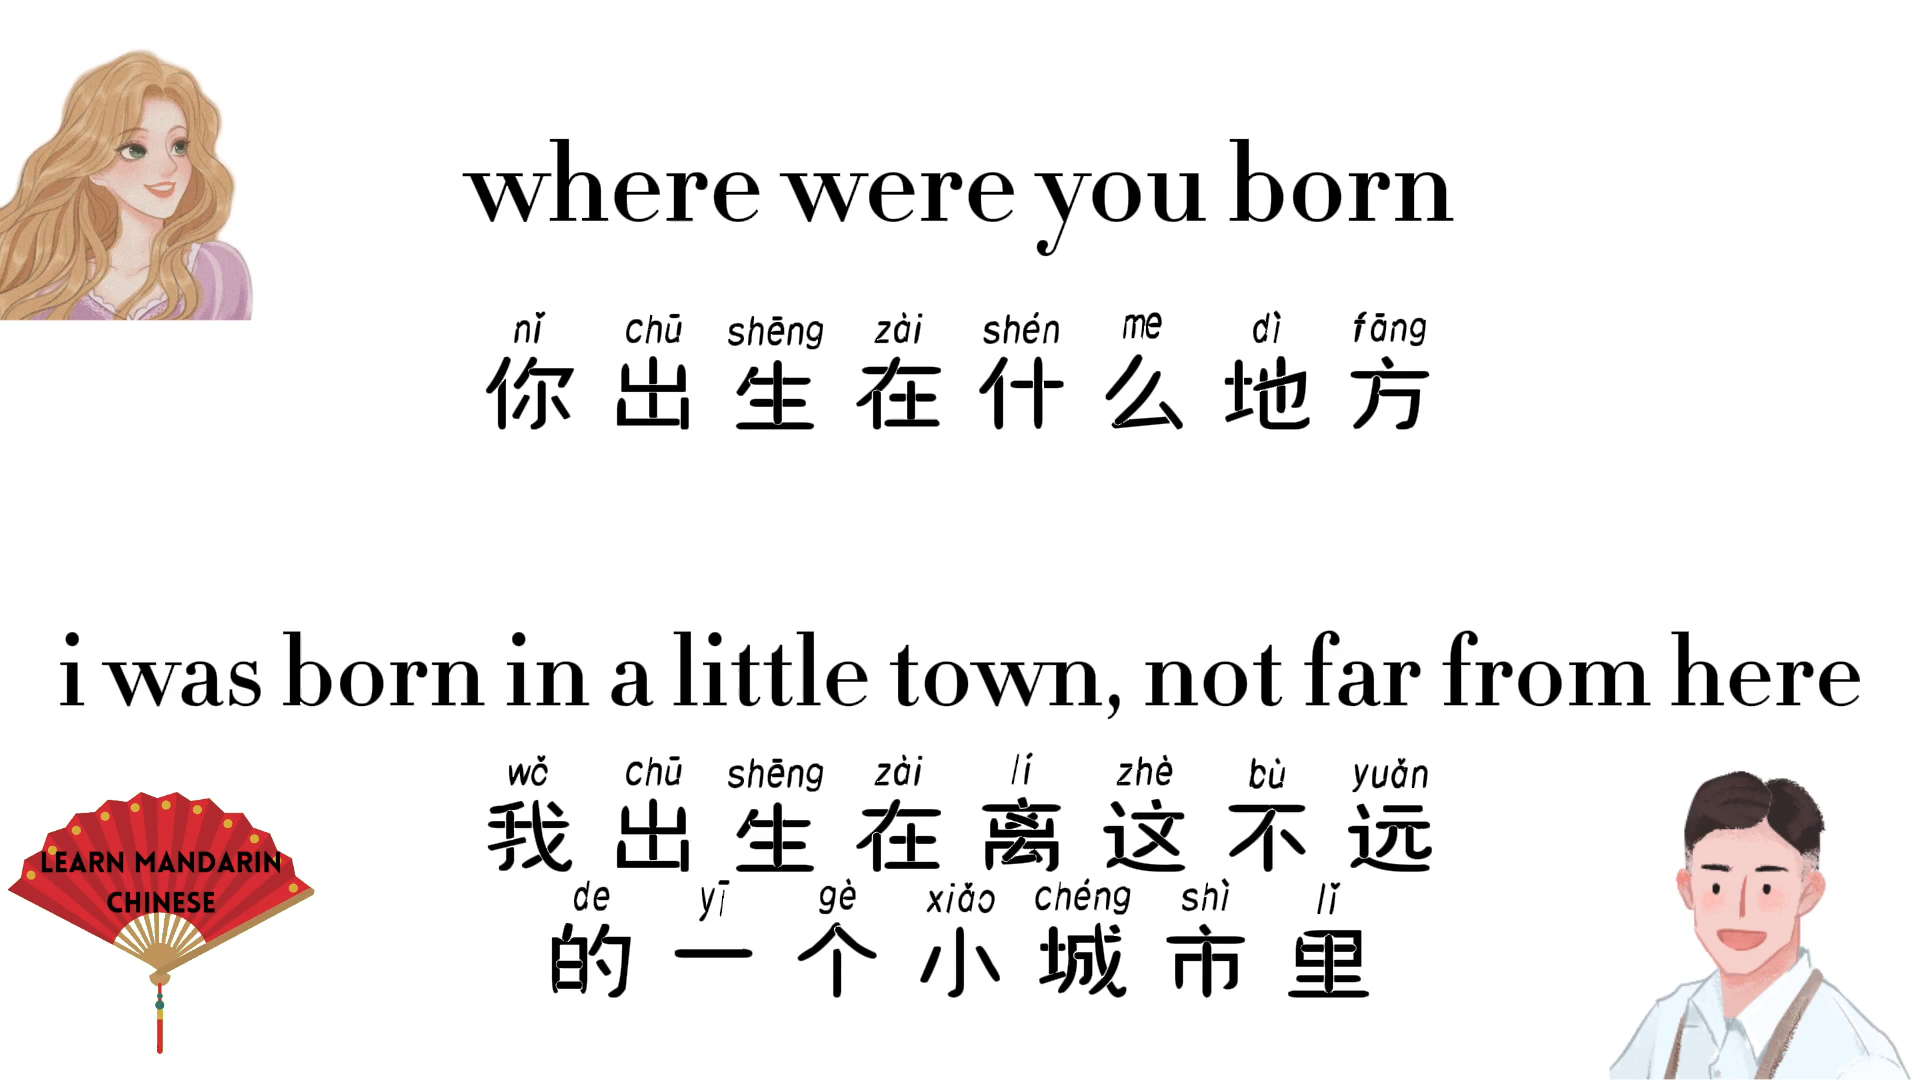 where were you born
nǐ chū shēng zài shén me dì fāng
你出生在什么地方
i was born in a little town, not far from here
wǒ chū shēng zài lí zhè bù yuǎn
我出生在离这不远
de yī gè xiǎo chéng shì lǐ
的一个小城市里
LEARN MANDARIN
CHINESE